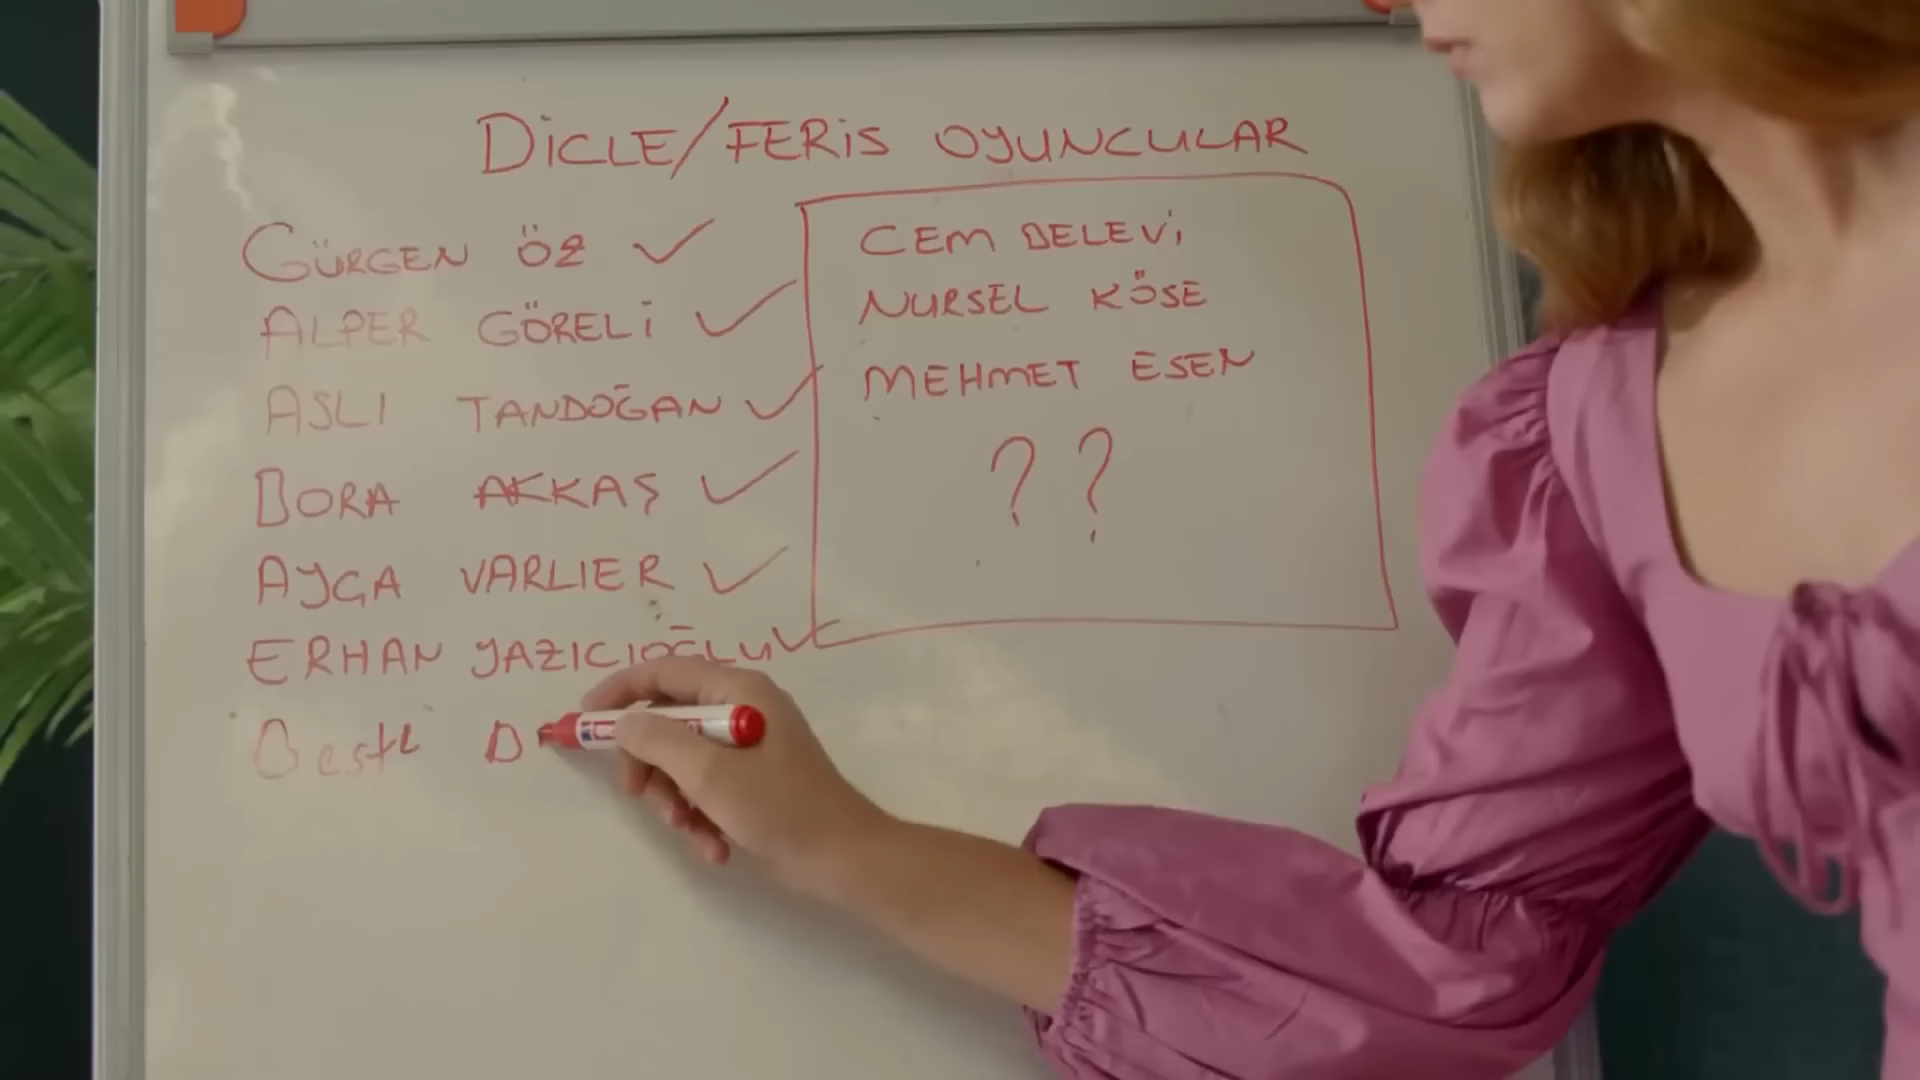 DiCLE/FERiS OYUNCULAR
GÜRGEN ÖZ ✓
ALPER GÖRELİ ✓
ASLI TANDOĞAN ✓
BORA AKKAŞ ✓
AYÇA VARLIER ✓
ERHAN YAZICIOĞLU ✓
Beste B
CEM BELEVi
NURSEL KÖSE
MEHMET ESEN
? ?